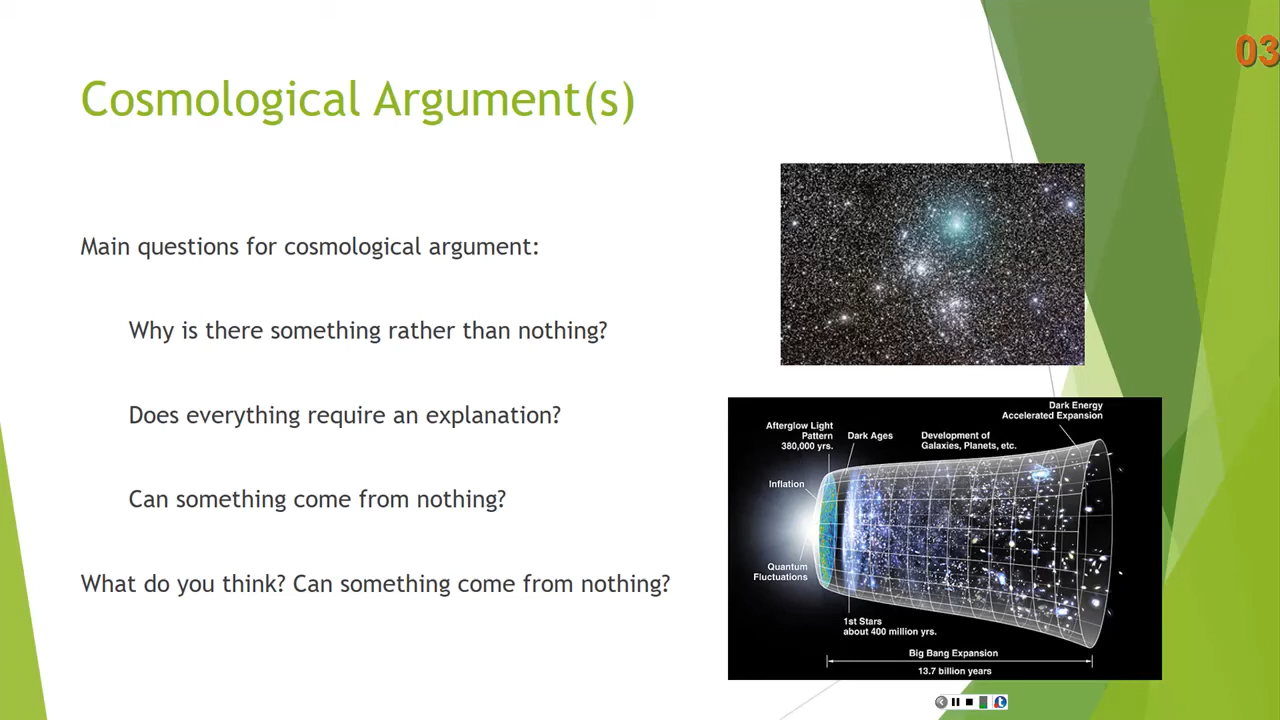 03
Cosmological Argument(s)
Main questions for cosmological argument:
Why is there something rather than nothing?
Does everything require an explanation?
Can something come from nothing?
What do you think? Can something come from nothing?
Dark Energy
Accelerated Expansion
Afterglow Light
Pattern
380,000 yrs.
Dark Ages
Development of
Galaxies, Planets, etc.
Inflation
Quantum
Fluctuations
1st Stars
about 400 million yrs.
Big Bang Expansion
13.7 billion years